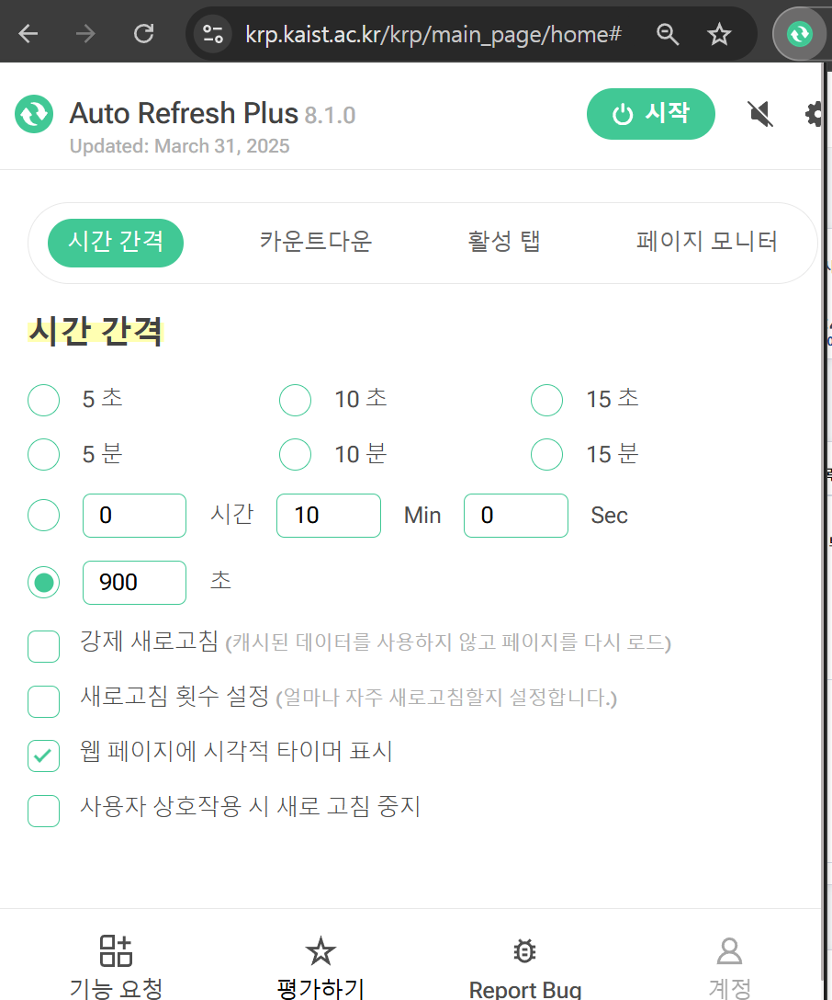 krp.kaist.ac.kr/krp/main_page/home#
Auto Refresh Plus 8.1.0
Updated: March 31, 2025
시작
시간 간격 카운트다운 활성 탭 페이지 모니터
시간 간격
5 초 10 초 15 초
5 분 10 분 15 분
0 시간 10 Min 0 Sec
900 초
강제 새로고침 (캐시된 데이터를 사용하지 않고 페이지를 다시 로드)
새로고침 횟수 설정 (얼마나 자주 새로고침할지 설정합니다.)
웹 페이지에 시각적 타이머 표시
사용자 상호작용 시 새로 고침 중지
기능 요청 평가하기 Report Bug 계정